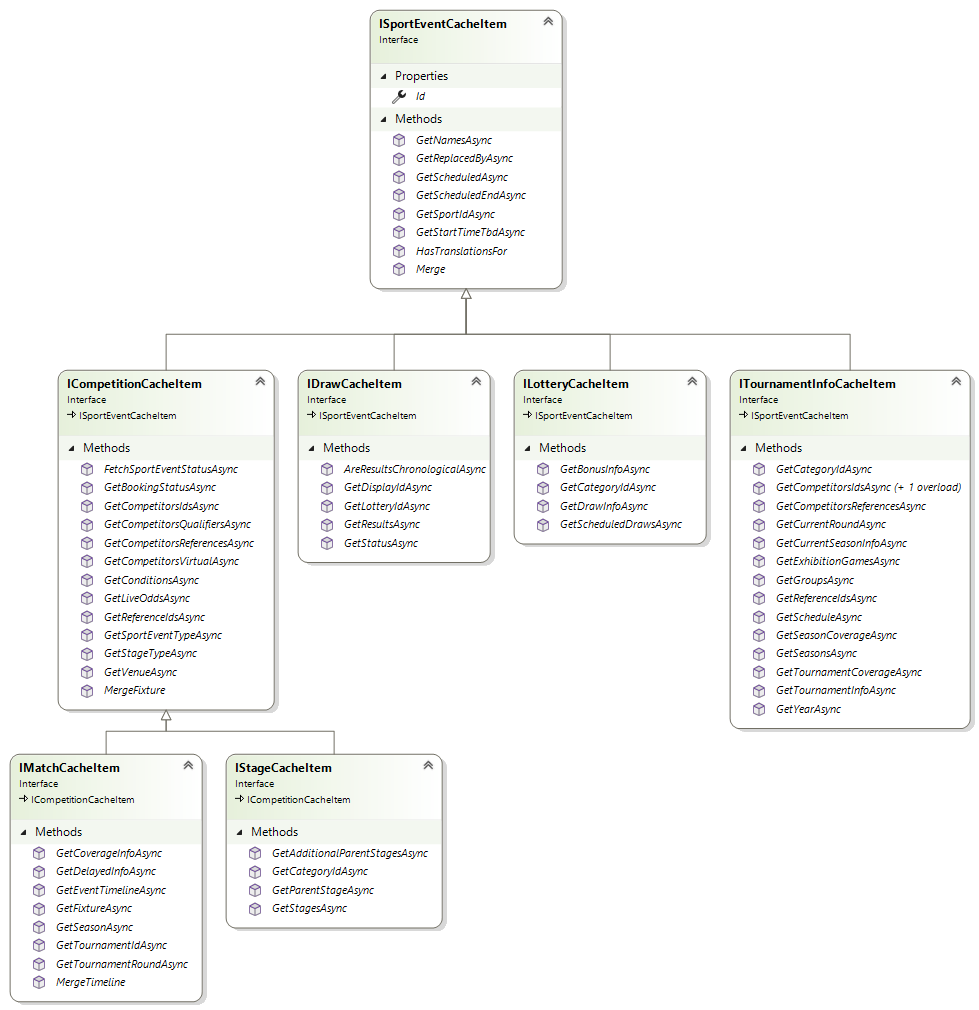 ISportEventCacheItem
Interface
Properties
Id
Methods
GetNamesAsync
GetReplacedByAsync
GetScheduledAsync
GetScheduledEndAsync
GetSportIdAsync
GetStartTimeTbdAsync
HasTranslationsFor
Merge
ICompetitionCacheItem
Interface
ISportEventCacheItem
Methods
FetchSportEventStatusAsync
GetBookingStatusAsync
GetCompetitorsIdsAsync
GetCompetitorsQualifiersAsync
GetCompetitorsReferencesAsync
GetCompetitorsVirtualAsync
GetConditionsAsync
GetLiveOddsAsync
GetReferenceIdsAsync
GetSportEventTypeAsync
GetStageTypeAsync
GetVenueAsync
MergeFixture
IDrawCacheItem
Interface
ISportEventCacheItem
Methods
AreResultsChronologicalAsync
GetDisplayIdAsync
GetLotteryIdAsync
GetResultsAsync
GetStatusAsync
ILotteryCacheItem
Interface
ISportEventCacheItem
Methods
GetBonusInfoAsync
GetCategoryIdAsync
GetDrawInfoAsync
GetScheduledDrawsAsync
ITournamentInfoCacheItem
Interface
ISportEventCacheItem
Methods
GetCategoryIdAsync
GetCompetitorsIdsAsync (+ 1 overload)
GetCompetitorsReferencesAsync
GetCurrentRoundAsync
GetCurrentSeasonInfoAsync
GetExhibitionGamesAsync
GetGroupsAsync
GetReferenceIdsAsync
GetScheduleAsync
GetSeasonCoverageAsync
GetSeasonsAsync
GetTournamentCoverageAsync
GetTournamentInfoAsync
GetYearAsync
IMatchCacheItem
Interface
ICompetitionCacheItem
Methods
GetCoverageInfoAsync
GetDelayedInfoAsync
GetEventTimelineAsync
GetFixtureAsync
GetSeasonAsync
GetTournamentIdAsync
GetTournamentRoundAsync
MergeTimeline
IStageCacheItem
Interface
ICompetitionCacheItem
Methods
GetAdditionalParentStagesAsync
GetCategoryIdAsync
GetParentStageAsync
GetStagesAsync